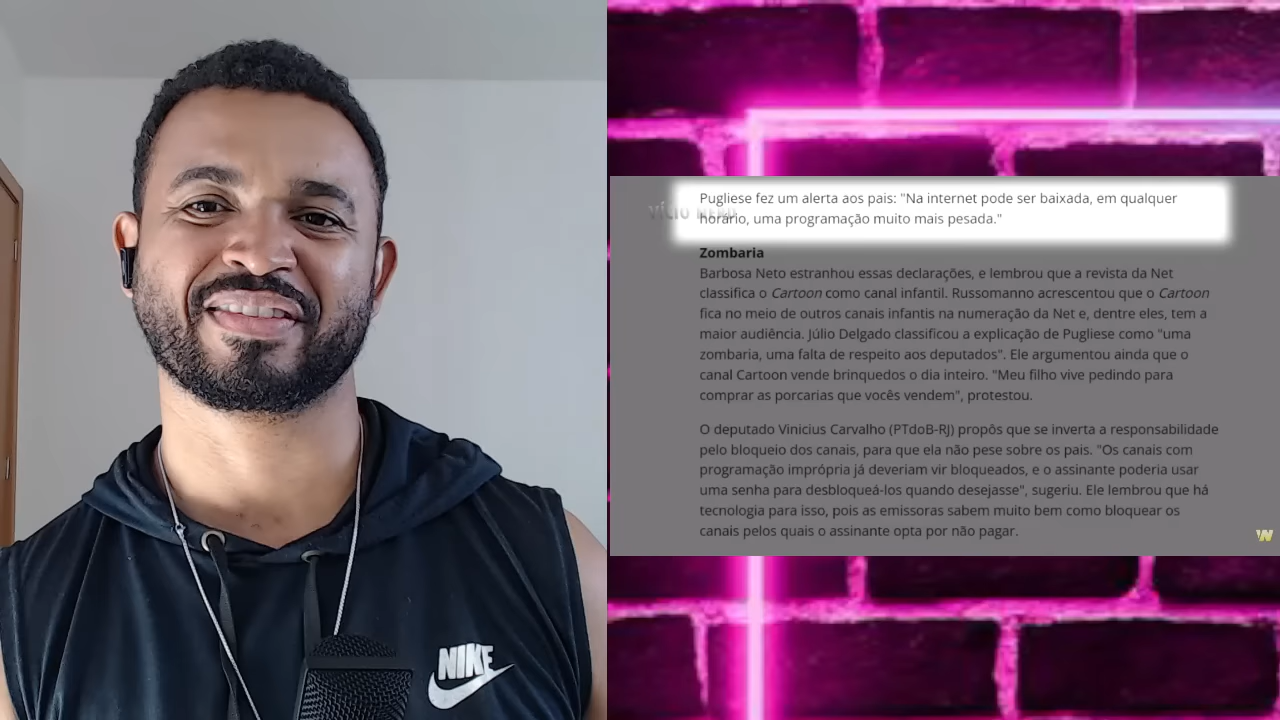 Pugliese fez um alerta aos pais: "Na internet pode ser baixada, em qualquer
horário, uma programação muito mais pesada."
VÍCIO NERD
Zombaria
Barbosa Neto estranhou essas declarações, e lembrou que a revista da Net
classifica o Cartoon como canal infantil. Russomanno acrescentou que o Cartoon
fica no meio de outros canais infantis na numeração da Net e, dentre eles, tem a
maior audiência. Júlio Delgado classificou a explicação de Pugliese como "uma
zombaria, uma falta de respeito aos deputados". Ele argumentou ainda que o
canal Cartoon vende brinquedos o dia inteiro. "Meu filho vive pedindo para
comprar as porcarias que vocês vendem", protestou.
O deputado Vinicius Carvalho (PTdoB-RJ) propôs que se inverta a responsabilidade
pelo bloqueio dos canais, para que ela não pese sobre os pais. "Os canais com
programação imprópria já deveriam vir bloqueados, e o assinante poderia usar
uma senha para desbloqueá-los quando desejasse", sugeriu. Ele lembrou que há
tecnologia para isso, pois as emissoras sabem muito bem como bloquear os
canais pelos quais o assinante opta por não pagar.
NIKE